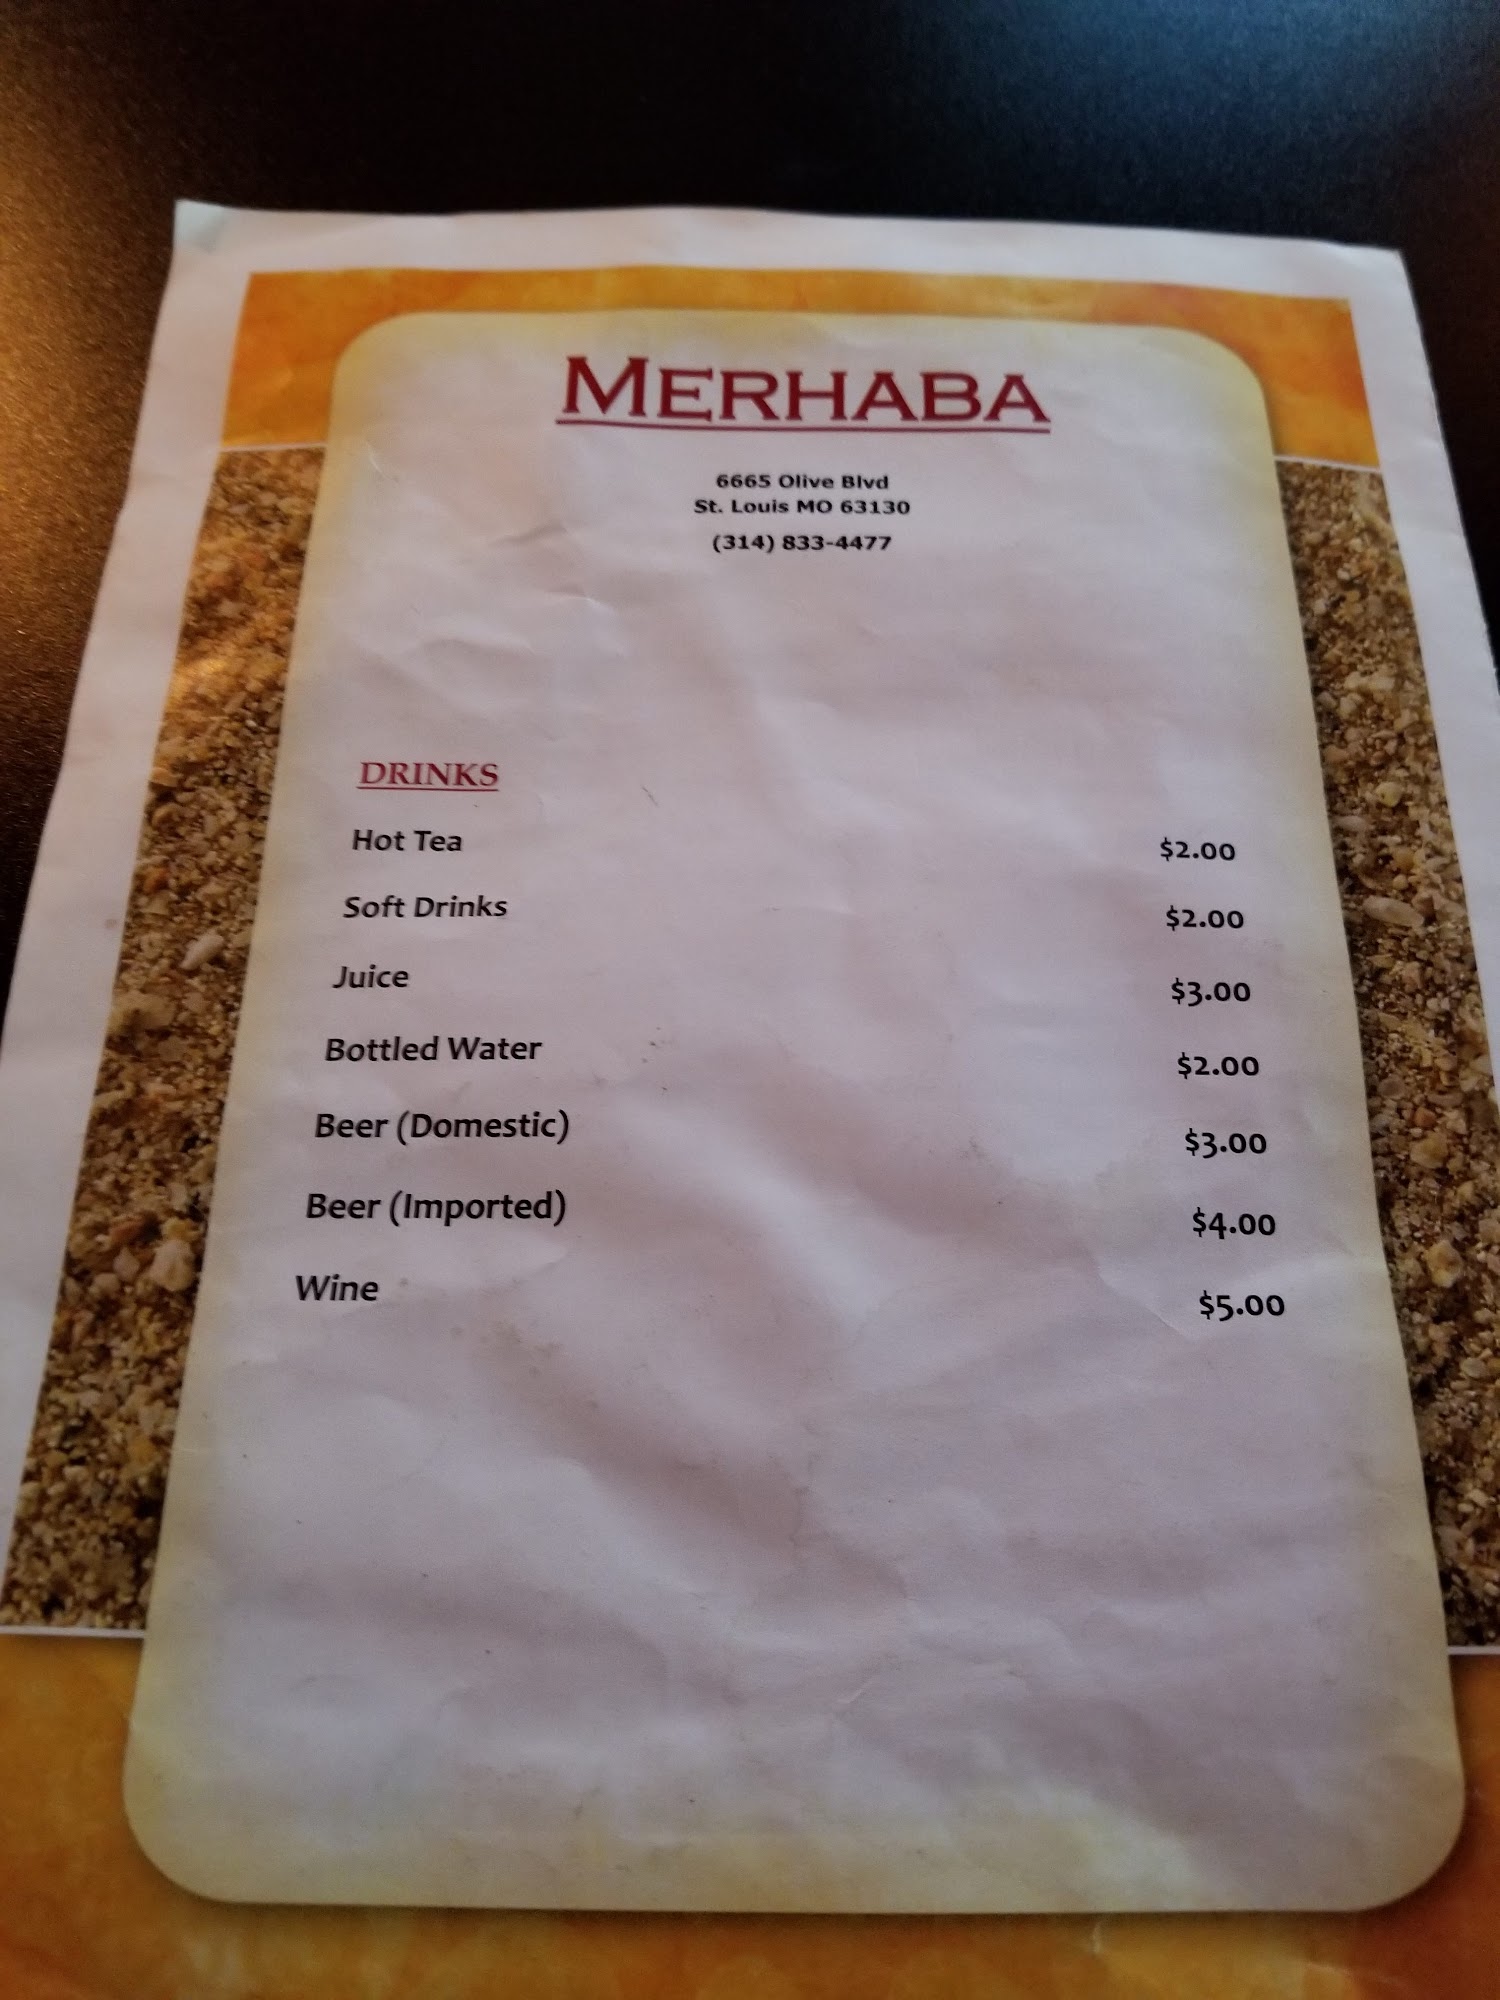 MERHABA
6665 Olive Blvd
St. Louis MO 63130
(314) 833-4477
DRINKS
Hot Tea $2.00
Soft Drinks $2.00
Juice $3.00
Bottled Water $2.00
Beer (Domestic) $3.00
Beer (Imported) $4.00
Wine $5.00